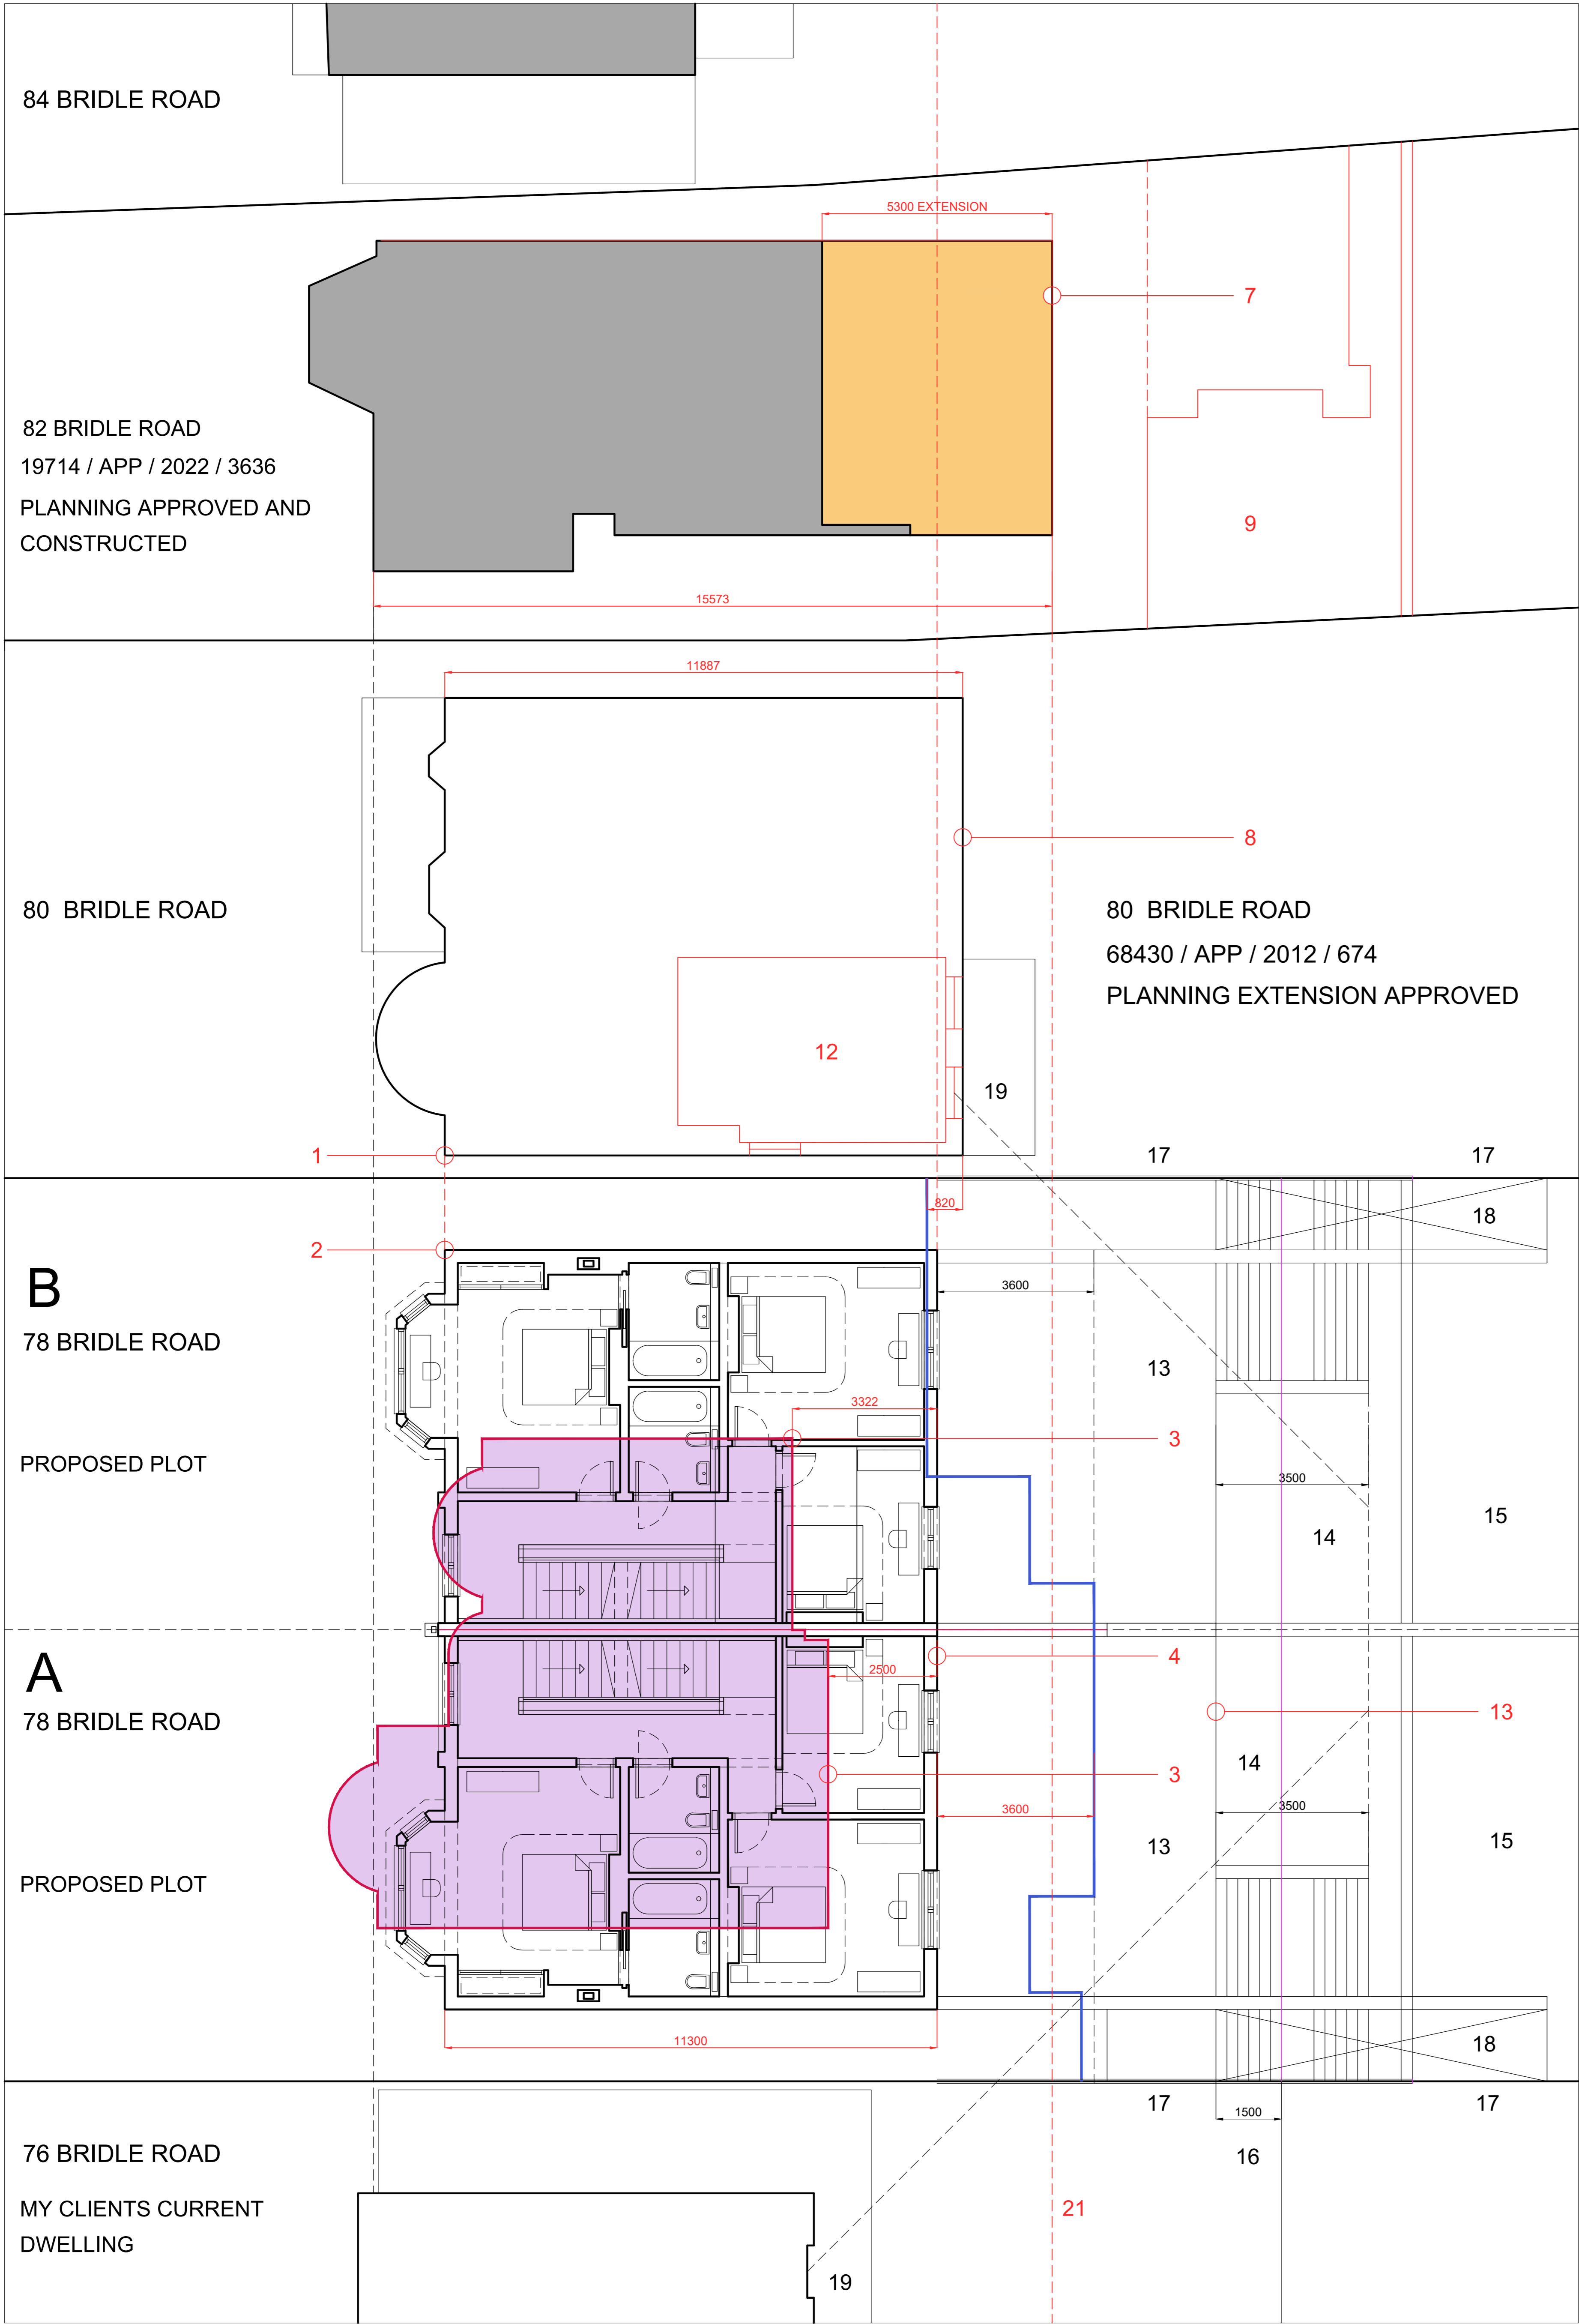 84 BRIDLE ROAD
5300 EXTENSION
7
82 BRIDLE ROAD
19714 / APP / 2022 / 3636
PLANNING APPROVED AND
CONSTRUCTED
9
15573
11887
8
80 BRIDLE ROAD
80 BRIDLE ROAD
68430 / APP / 2012 / 674
PLANNING EXTENSION APPROVED
12
19
1
17
17
820
18
2
B
3600
78 BRIDLE ROAD
13
3322
3
PROPOSED PLOT
3500
15
14
A
4
2500
78 BRIDLE ROAD
13
14
3
3600
3500
13
15
PROPOSED PLOT
11300
18
17
17
1500
76 BRIDLE ROAD
16
MY CLIENTS CURRENT
DWELLING
21
19